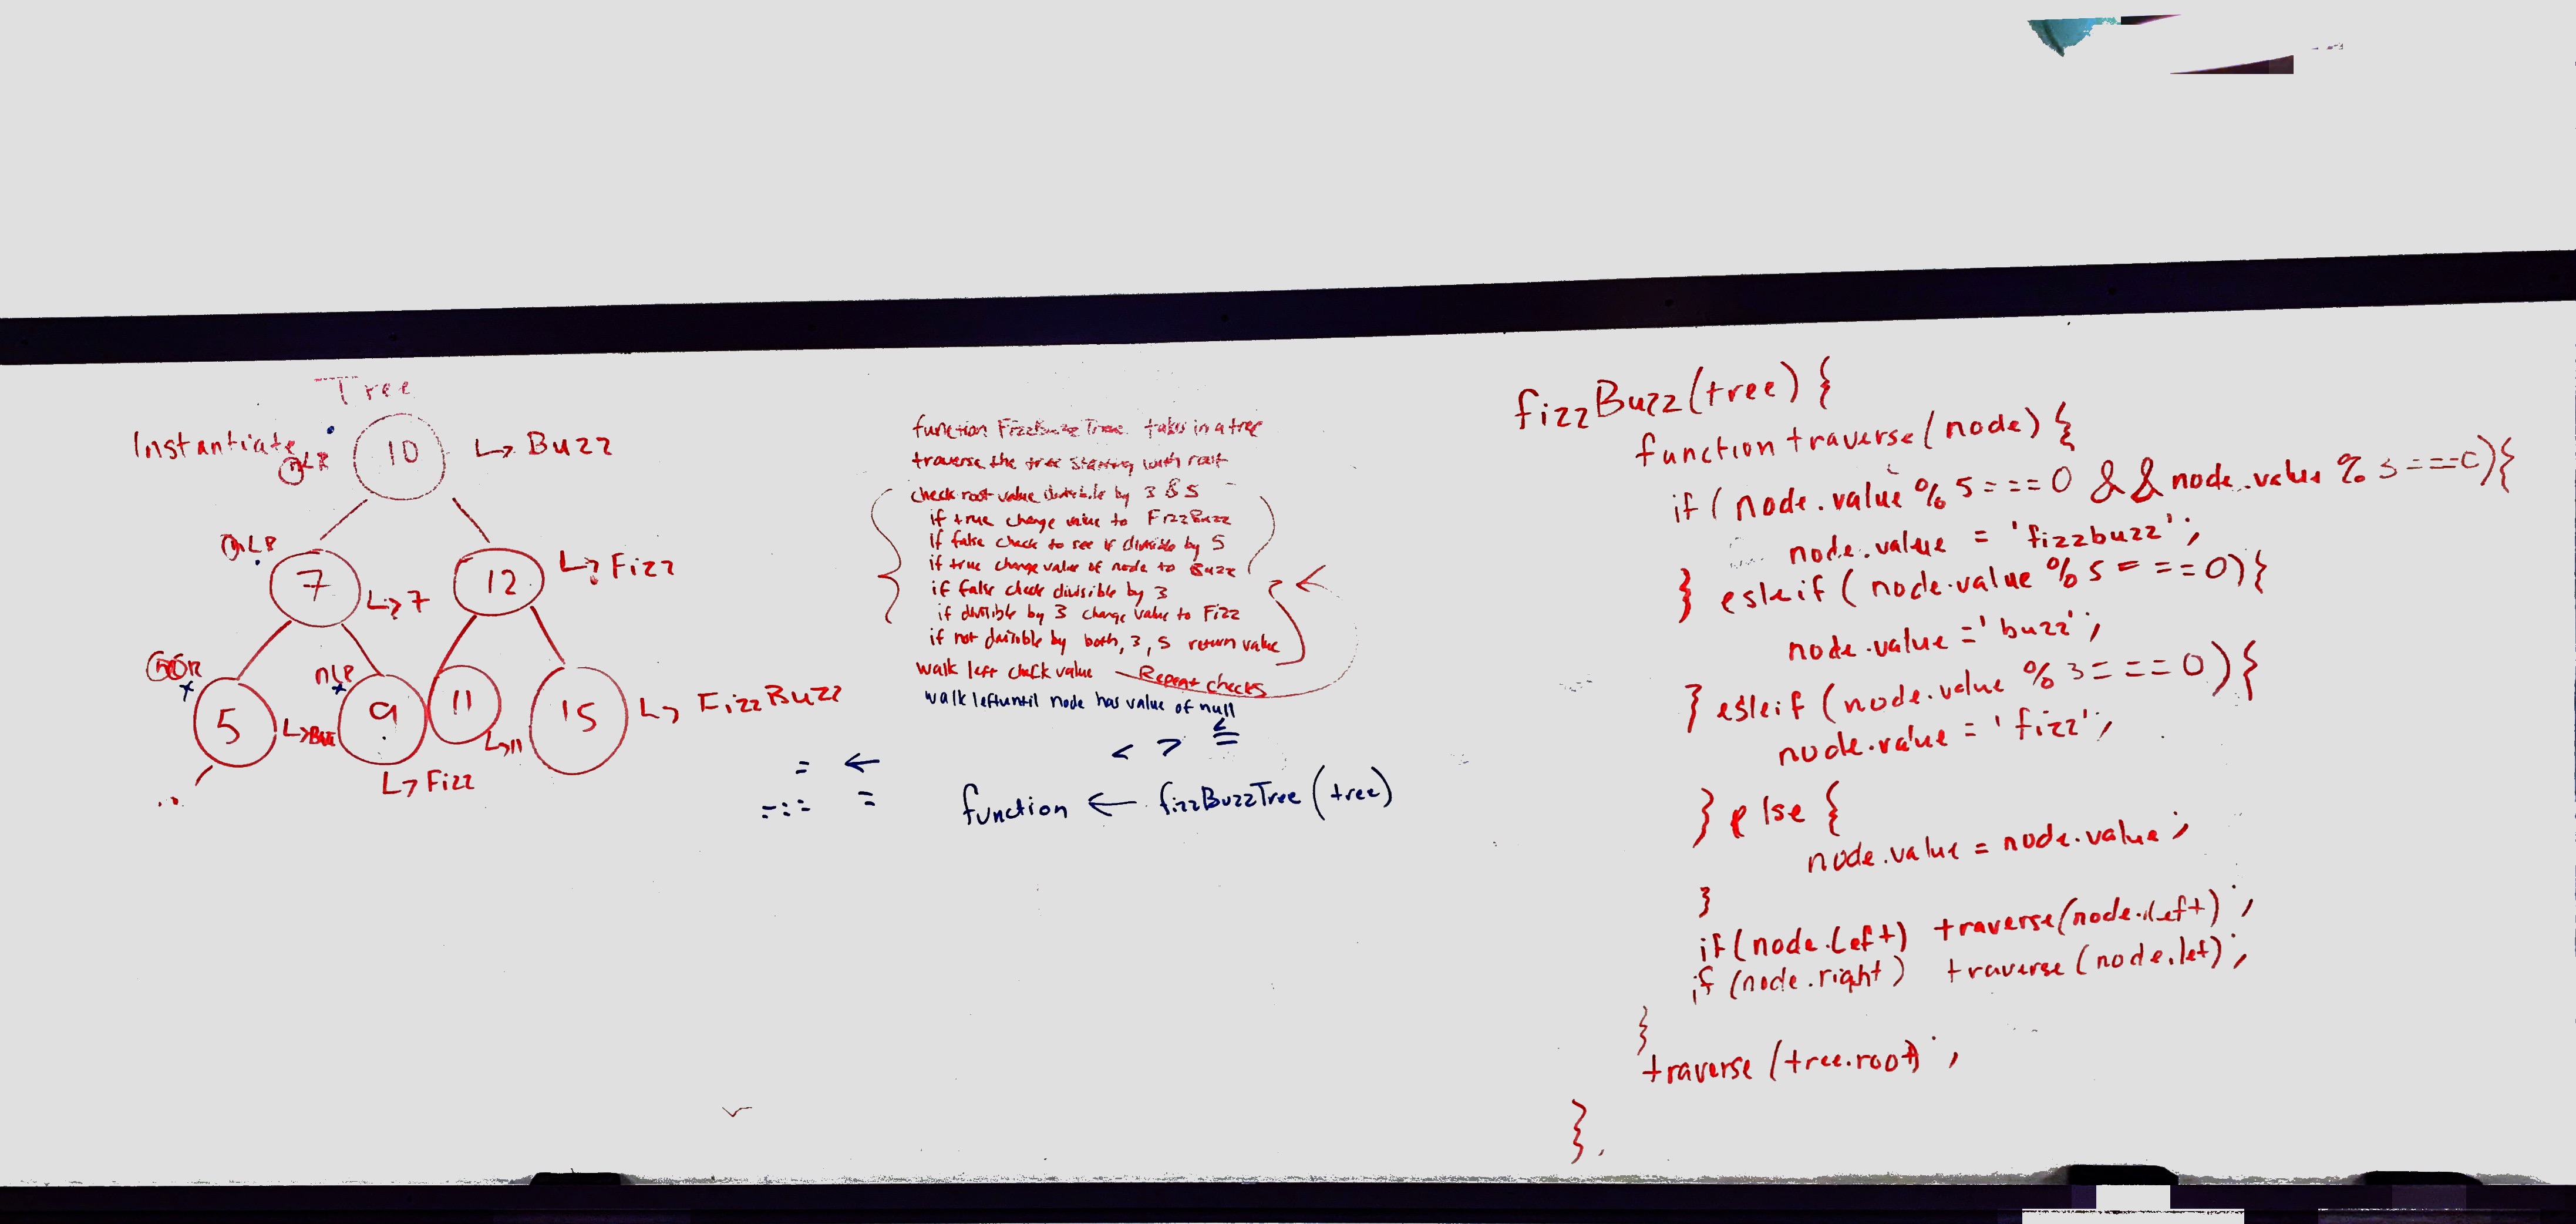 Tree
Instantiate
nLR
10
↳ Buzz
nLR
7
↳ 7
12
↳ Fizz
5
nLR
9
↳ Fizz
11
↳ 11
15
↳ FizzBuzz
function FizzBuzz Tree takes in a tree
traverse the tree starting with root
check root value divisible by 3 & 5
if true change value to FizzBuzz
if false check to see if divisible by 5
if true change value of node to Buzz
if false check divisible by 3
if divisible by 3 change value to Fizz
if not divisible by both, 3, 5 return value
walk left check value Repeat checks
walk left until node has value of null
< > ≤
= ←
=== =
function ← fizzBuzzTree (tree)
fizzBuzz(tree) {
function traverse(node) {
if ( node.value % 5 === 0 && node.value % 3 === 0) {
node.value = 'fizzbuzz';
} esleif ( node.value % 5 === 0) {
node.value = 'buzz';
} esleif (node.value % 3 === 0) {
node.value = 'fizz';
} else {
node.value = node.value;
}
if (node.left) traverse(node.left);
if (node.right) traverse (node.let);
}
traverse (tree.root);
}.